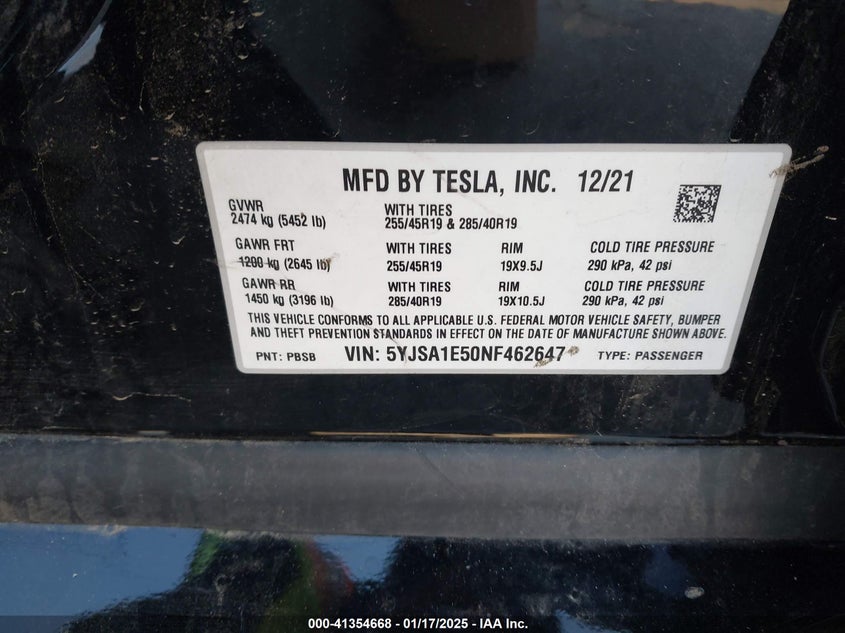 MFD BY TESLA, INC. 12/21
GVWR
2474 kg (5452 lb)
WITH TIRES
255/45R19 & 285/40R19
GAWR FRT
1200 kg (2645 lb)
WITH TIRES
255/45R19
RIM
19X9.5J
COLD TIRE PRESSURE
290 kPa, 42 psi
GAWR RR
1450 kg (3196 lb)
WITH TIRES
285/40R19
RIM
19X10.5J
COLD TIRE PRESSURE
290 kPa, 42 psi
THIS VEHICLE CONFORMS TO ALL APPLICABLE U.S. FEDERAL MOTOR VEHICLE SAFETY, BUMPER
AND THEFT PREVENTION STANDARDS IN EFFECT ON THE DATE OF MANUFACTURE SHOWN ABOVE.
PNT: PBSB VIN: 5YJSA1E50NF462647 TYPE: PASSENGER
000-41354668 - 01/17/2025 - IAA Inc.